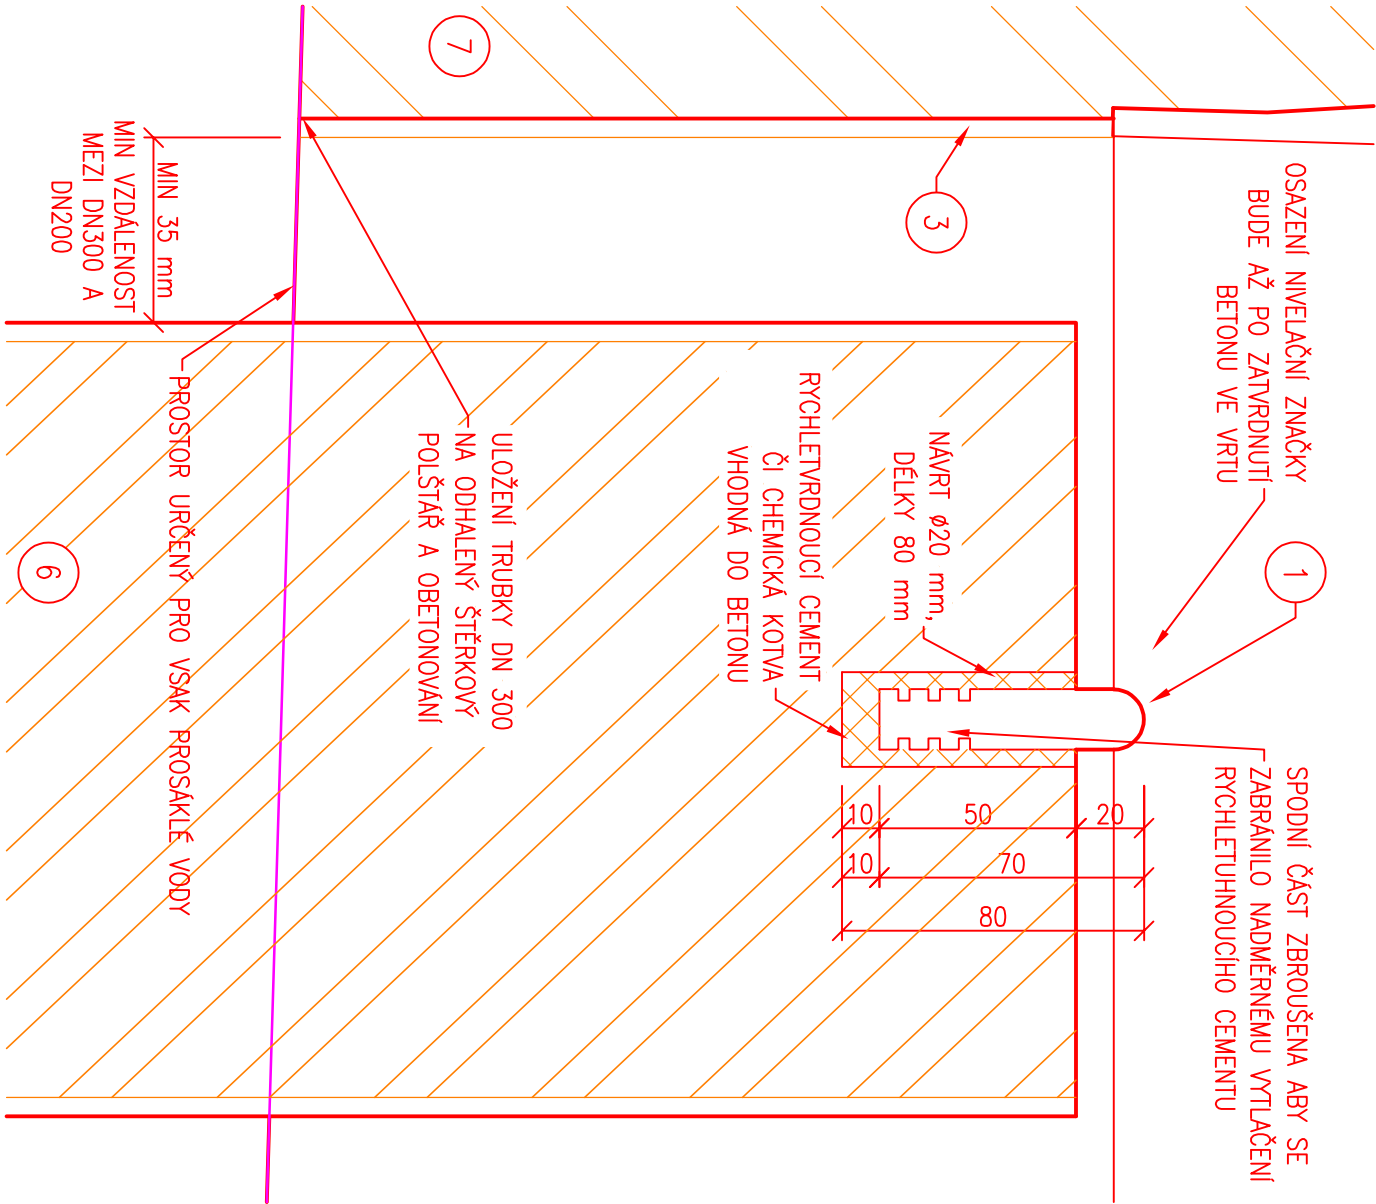 OSAZENÍ NIVELAČNÍ ZNAČKY
BUDE AŽ PO ZATVRDNUTÍ
BETONU VE VRTU
1
SPODNÍ ČÁST ZBROUŠENA ABY SE
ZABRÁNILO NADMĚRNÉMU VYTLAČENÍ
RYCHLETUHNOUCÍHO CEMENTU
3
NÁVRT ø20 mm,
DÉLKY 80 mm
RYCHLETVRDNOUCÍ CEMENT
ČI CHEMICKÁ KOTVA
VHODNÁ DO BETONU
10
50
20
10
70
80
7
ULOŽENÍ TRUBKY DN 300
NA ODHALENÝ ŠTĚRKOVÝ
POLŠTÁŘ A OBETONOVÁNÍ
MIN 35 mm
MIN VZDÁLENOST
MEZI DN300 A
DN200
PROSTOR URČENÝ PRO VSAK PROSÁKLÉ VODY
6